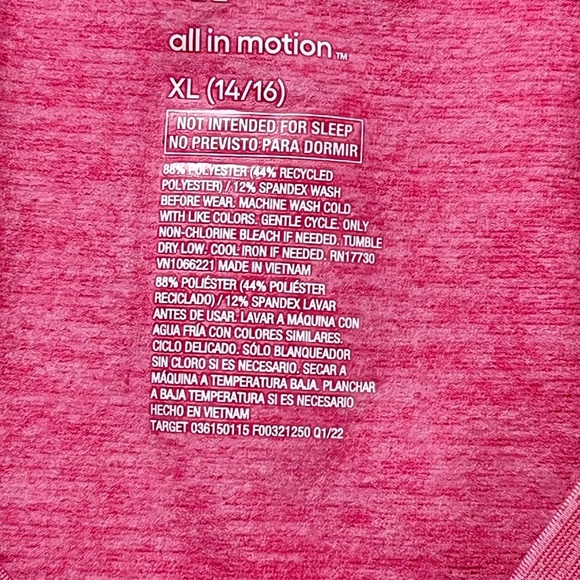 all in motion™
XL (14/16)
NOT INTENDED FOR SLEEP
NO PREVISTO PARA DORMIR
88% POLYESTER (44% RECYCLED
POLYESTER) / 12% SPANDEX WASH
BEFORE WEAR. MACHINE WASH COLD
WITH LIKE COLORS. GENTLE CYCLE. ONLY
NON-CHLORINE BLEACH IF NEEDED. TUMBLE
DRY LOW. COOL IRON IF NEEDED. RN17730
VN1066221 MADE IN VIETNAM
88% POLIÉSTER (44% POLIÉSTER
RECICLADO) / 12% SPANDEX LAVAR
ANTES DE USAR. LAVAR A MÁQUINA CON
AGUA FRÍA CON COLORES SIMILARES.
CICLO DELICADO. SÓLO BLANQUEADOR
SIN CLORO SI ES NECESARIO. SECAR A
MÁQUINA A TEMPERATURA BAJA. PLANCHAR
A BAJA TEMPERATURA SI ES NECESARIO
HECHO EN VIETNAM
TARGET 036150115 F00321250 Q1/22